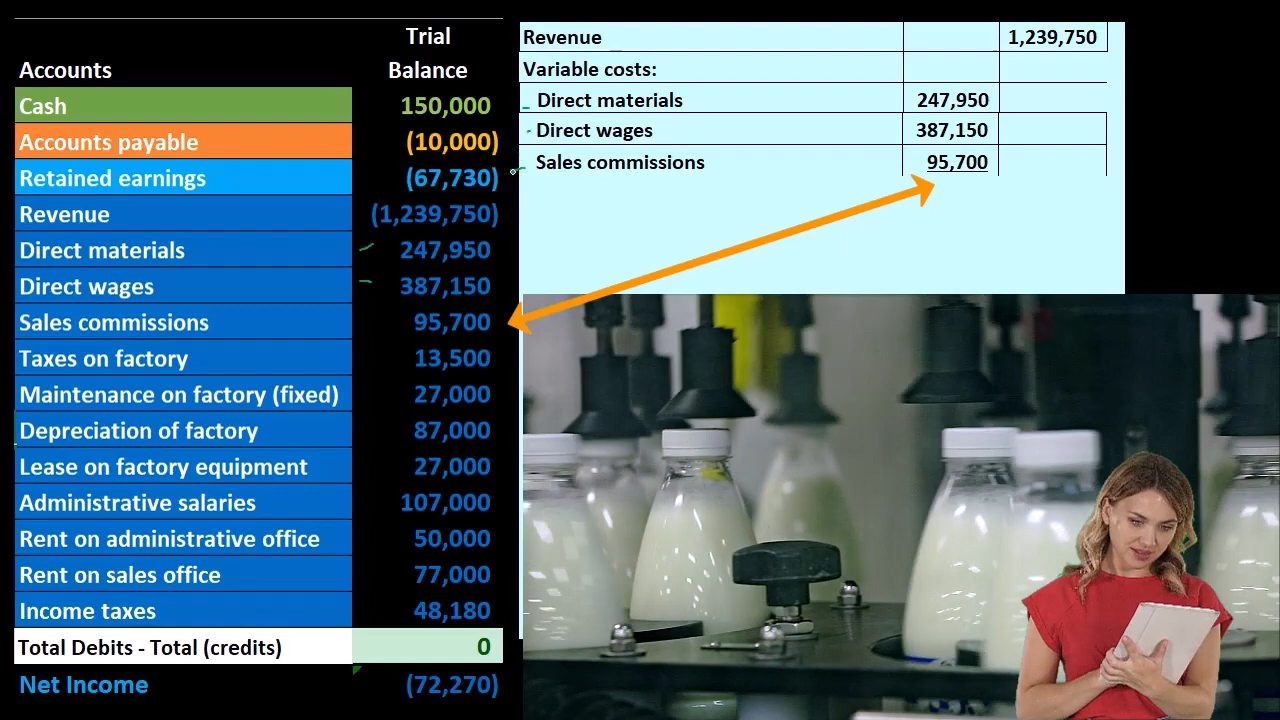 Trial
Accounts Balance
Cash 150,000
Accounts payable (10,000)
Retained earnings (67,730)
Revenue (1,239,750)
Direct materials 247,950
Direct wages 387,150
Sales commissions 95,700
Taxes on factory 13,500
Maintenance on factory (fixed) 27,000
Depreciation of factory 87,000
Lease on factory equipment 27,000
Administrative salaries 107,000
Rent on administrative office 50,000
Rent on sales office 77,000
Income taxes 48,180
Total Debits - Total (credits) 0
Net Income (72,270)
Revenue 1,239,750
Variable costs:
Direct materials 247,950
Direct wages 387,150
Sales commissions 95,700